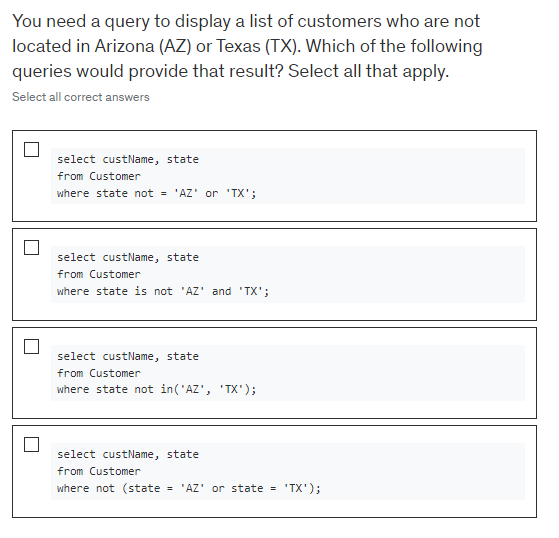 You need a query to display a list of customers who are not
located in Arizona (AZ) or Texas (TX). Which of the following
queries would provide that result? Select all that apply.
Select all correct answers
select custName, state
from Customer
where state not = 'AZ' or 'TX';
select custName, state
from Customer
where state is not 'AZ' and 'TX';
select custName, state
from Customer
where state not in('AZ', 'TX');
select custName, state
from Customer
where not (state = 'AZ' or state = 'TX');